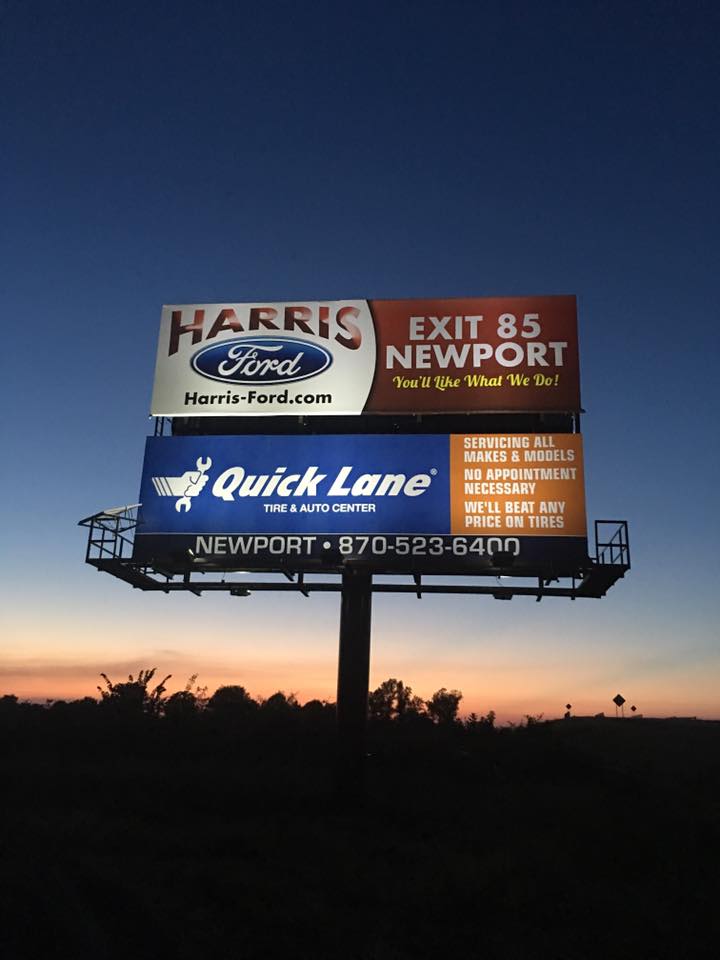 HARRIS
Ford
Harris-Ford.com
EXIT 85
NEWPORT
You'll Like What We Do!
Quick Lane®
TIRE & AUTO CENTER
SERVICING ALL
MAKES & MODELS
NO APPOINTMENT
NECESSARY
WE'LL BEAT ANY
PRICE ON TIRES
NEWPORT • 870-523-6400